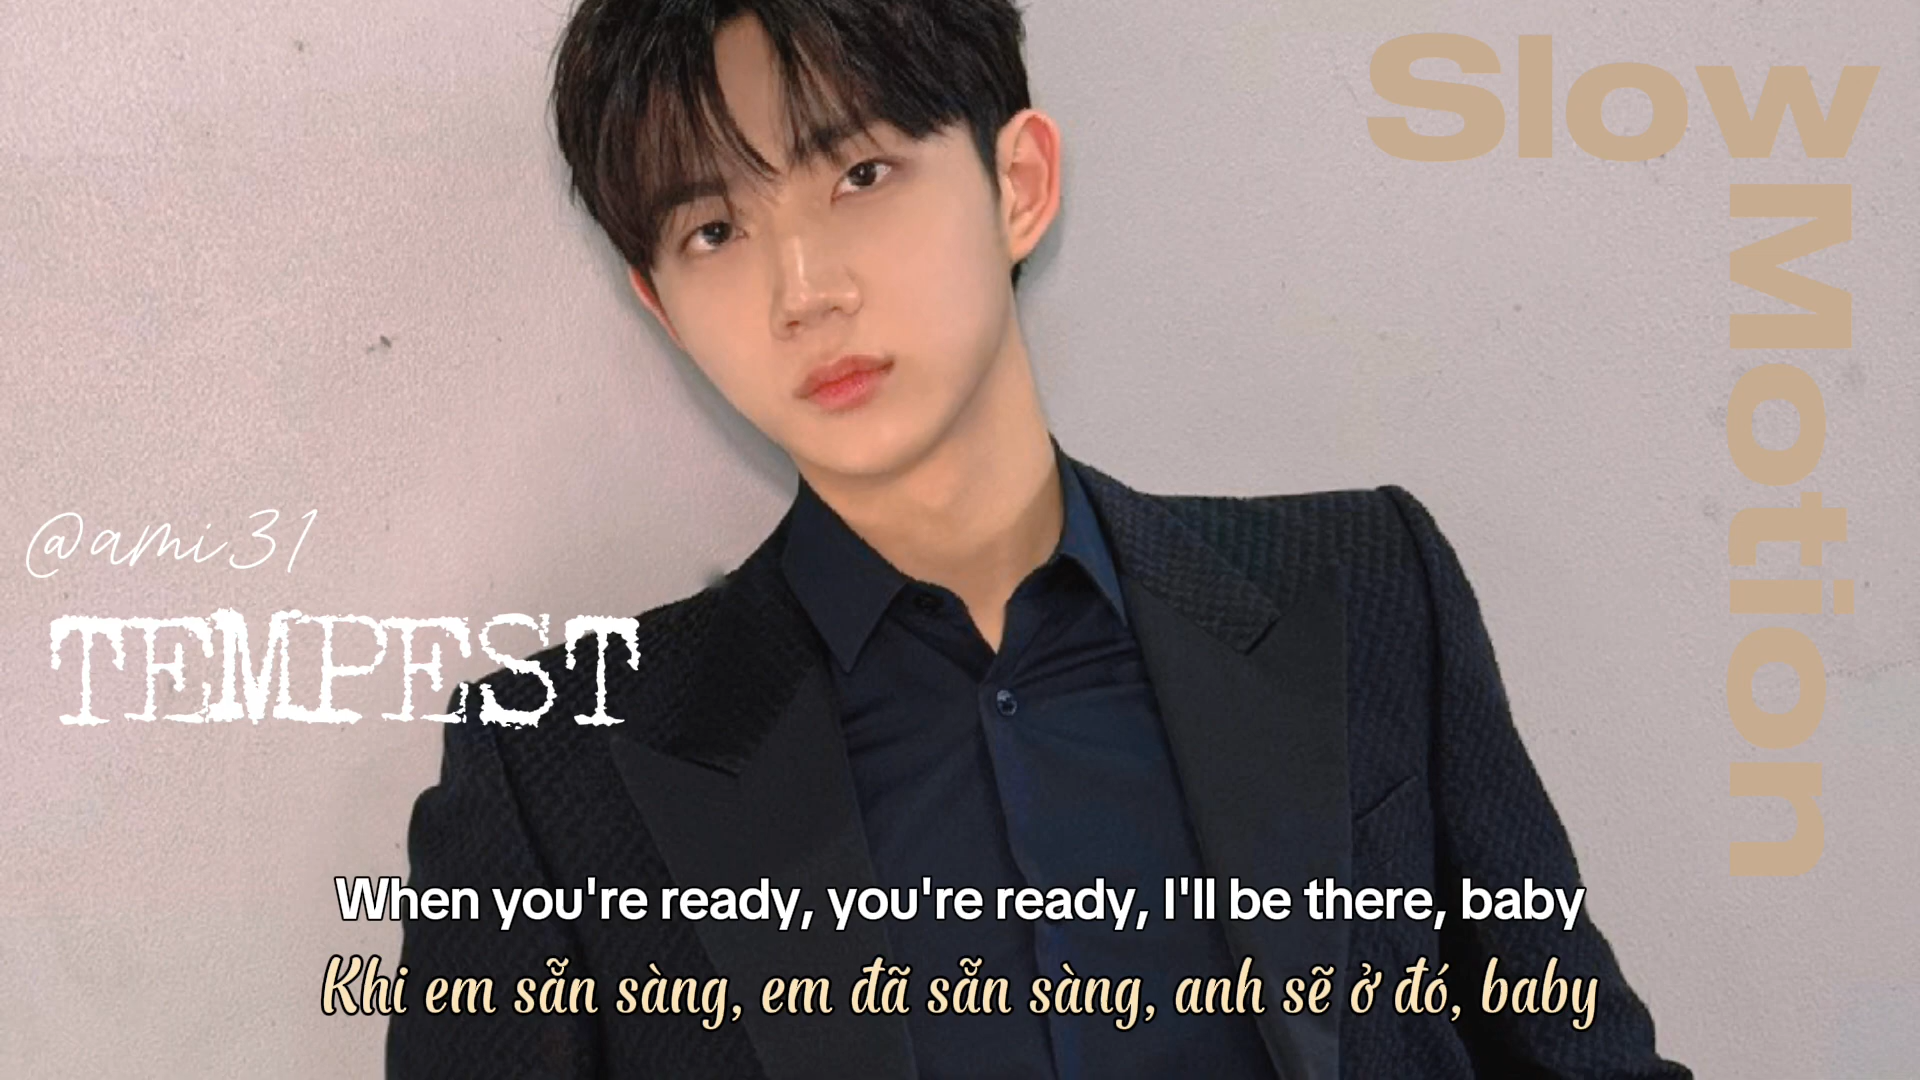 Slow
Motion
@ami31
TEMPEST
When you're ready, you're ready, I'll be there, baby
Khi em sẵn sàng, em đã sẵn sàng, anh sẽ ở đó, baby